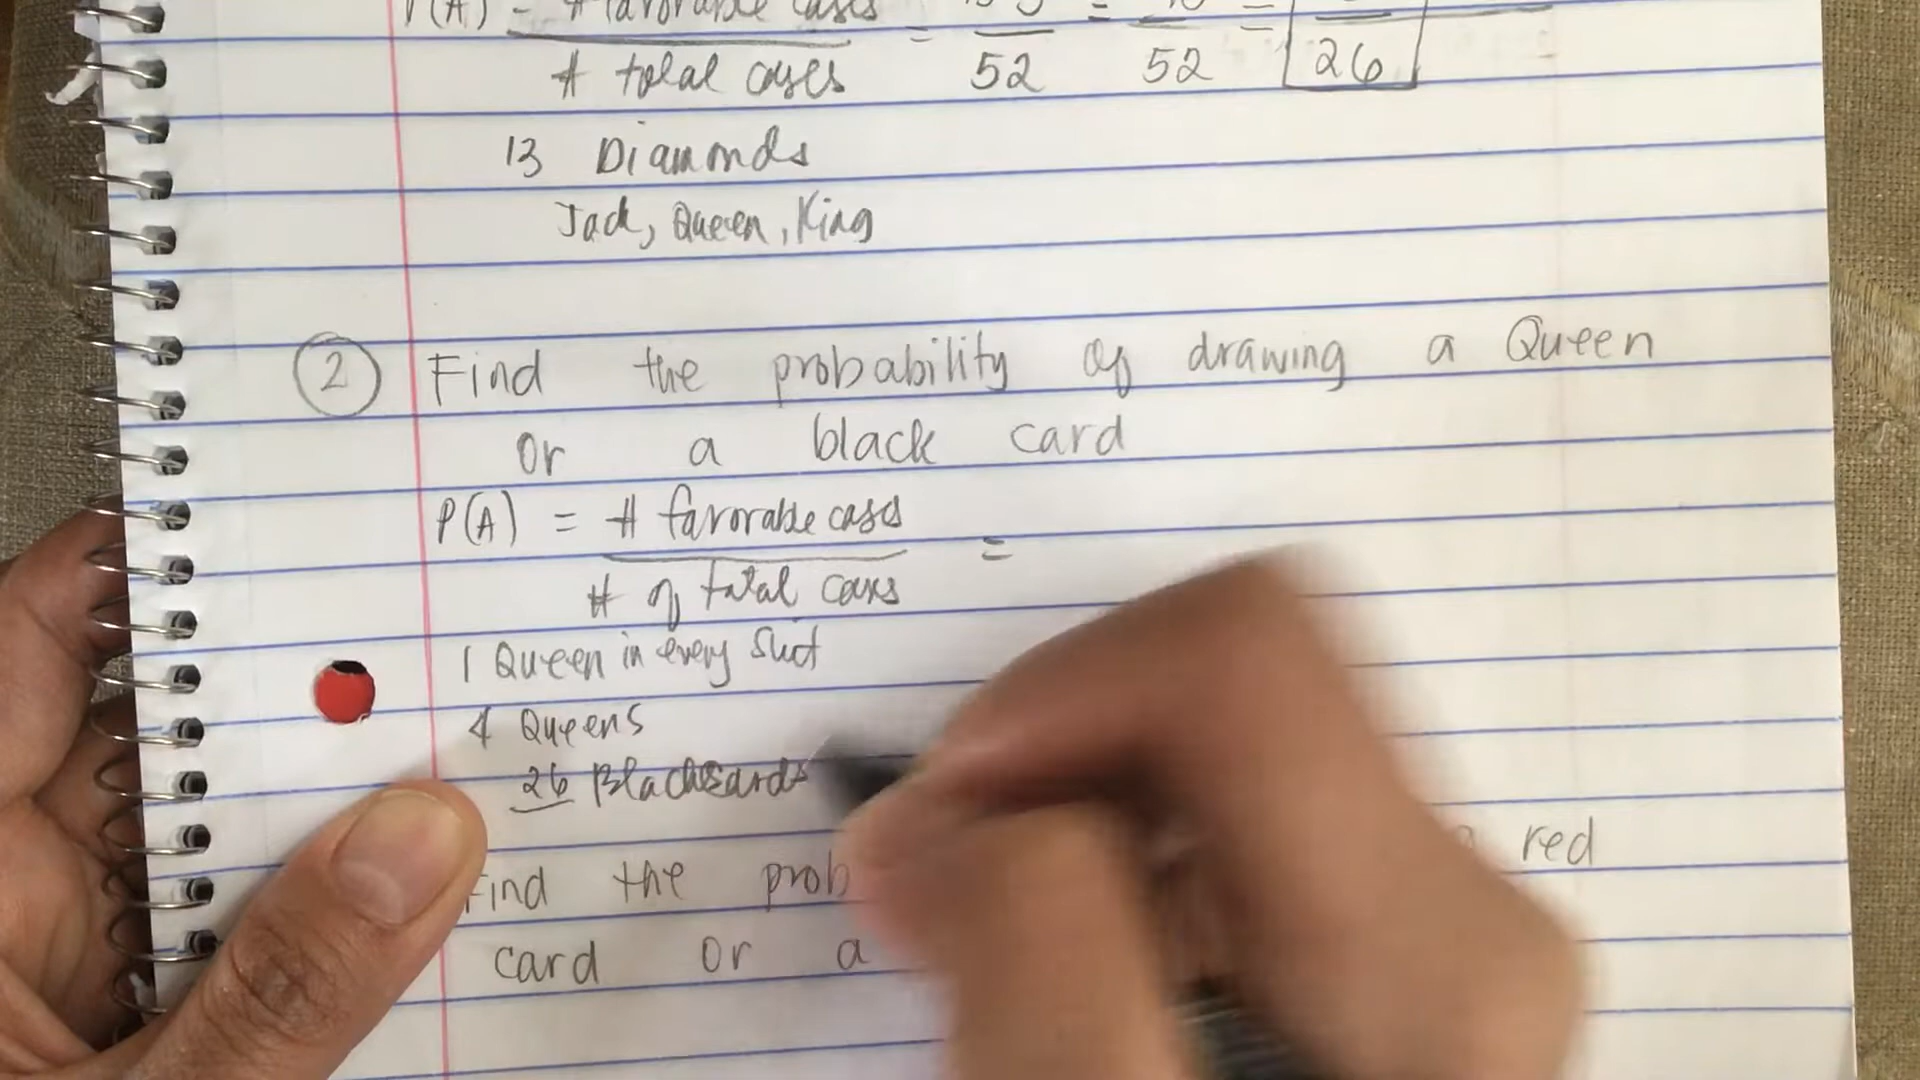 P(A) = # favorable cases = = =
# total cases 52 52 26
13 Diamonds
Jack, Queen, King
2 Find the probability of drawing a Queen
or a black card
P(A) = # favorable cases =
# of total cases
1 Queen in every suit
4 Queens
26 Black cards
Find the prob red
card or a